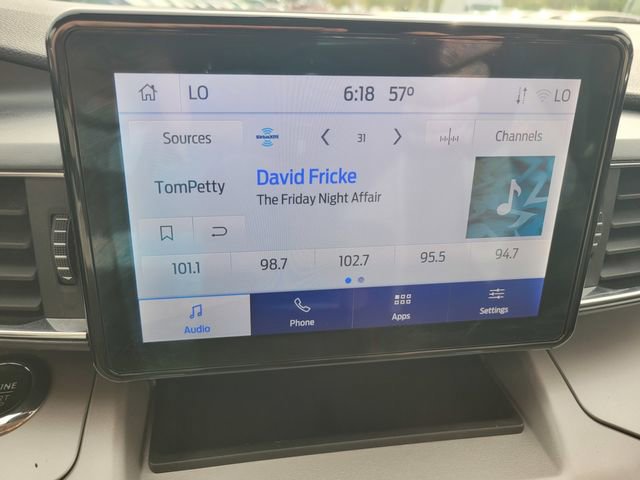 LO 6:18 57° LO
Sources SiriusXM 31 Channels
TomPetty David Fricke
The Friday Night Affair
101.1 98.7 102.7 95.5 94.7
Audio Phone Apps Settings